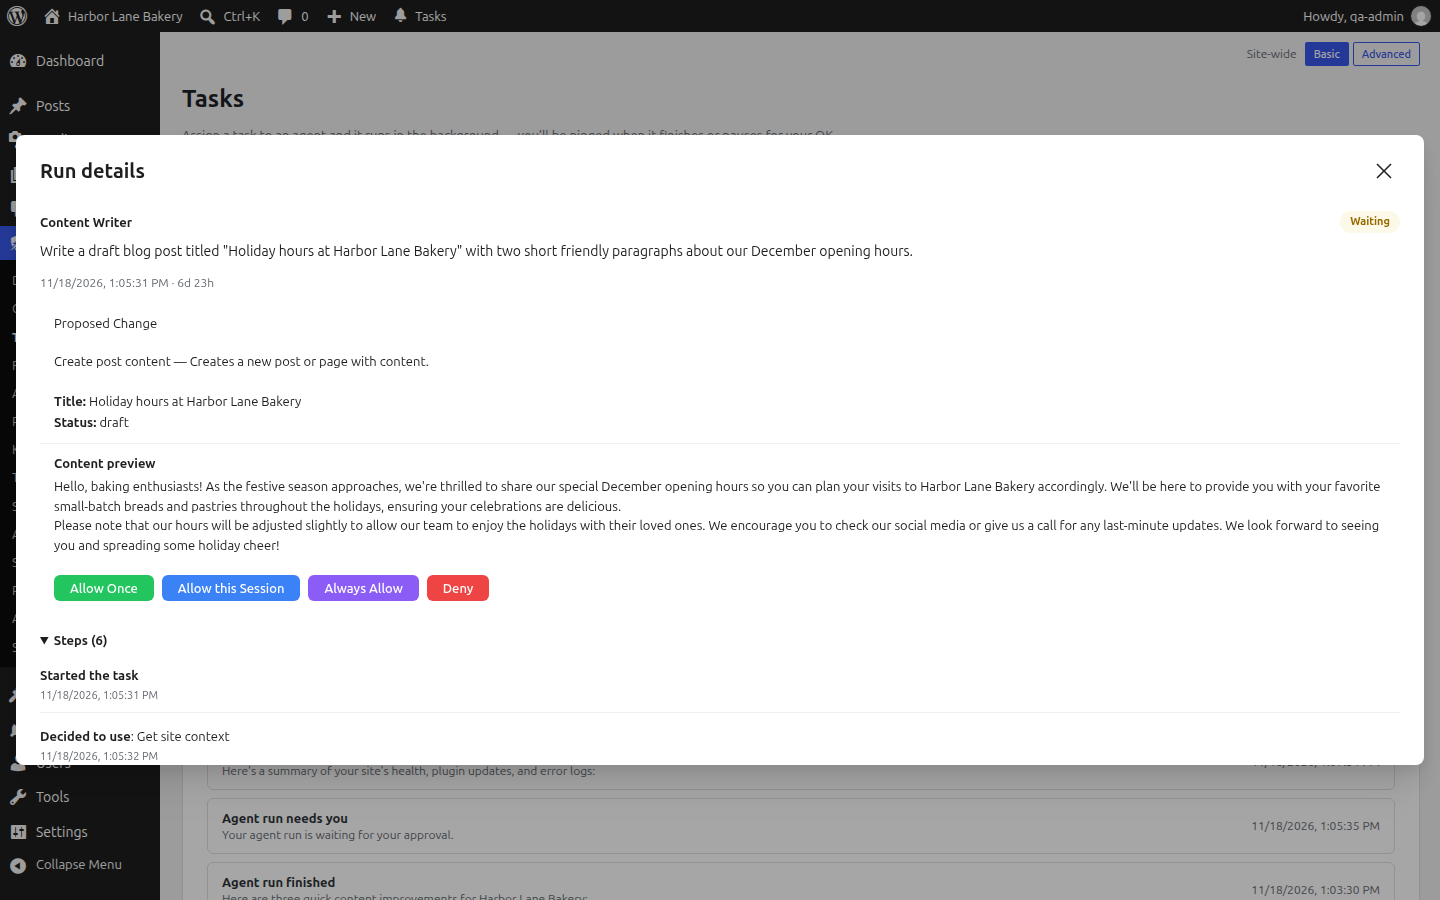 Harbor Lane Bakery
Ctrl+K
0
New
Tasks
Howdy, qa-admin
Dashboard
Posts
Site-wide
Basic
Advanced
Tasks
Run details
Content Writer
Waiting
Write a draft blog post titled "Holiday hours at Harbor Lane Bakery" with two short friendly paragraphs about our December opening hours.
11/18/2026, 1:05:31 PM · 6d 23h
Proposed Change
Create post content — Creates a new post or page with content.
Title: Holiday hours at Harbor Lane Bakery
Status: draft
Content preview
Hello, baking enthusiasts! As the festive season approaches, we're thrilled to share our special December opening hours so you can plan your visits to Harbor Lane Bakery accordingly. We'll be here to provide you with your favorite
small-batch breads and pastries throughout the holidays, ensuring your celebrations are delicious.
Please note that our hours will be adjusted slightly to allow our team to enjoy the holidays with their loved ones. We encourage you to check our social media or give us a call for any last-minute updates. We look forward to seeing
you and spreading some holiday cheer!
Allow Once
Allow this Session
Always Allow
Deny
Steps (6)
Started the task
11/18/2026, 1:05:31 PM
Decided to use: Get site context
11/18/2026, 1:05:32 PM
Here's a summary of your site's health, plugin updates, and error logs:
Tools
Settings
Collapse Menu
Agent run needs you
Your agent run is waiting for your approval.
11/18/2026, 1:05:35 PM
Agent run finished
Here are three quick content improvements for Harbor Lane Bakery:
11/18/2026, 1:03:30 PM